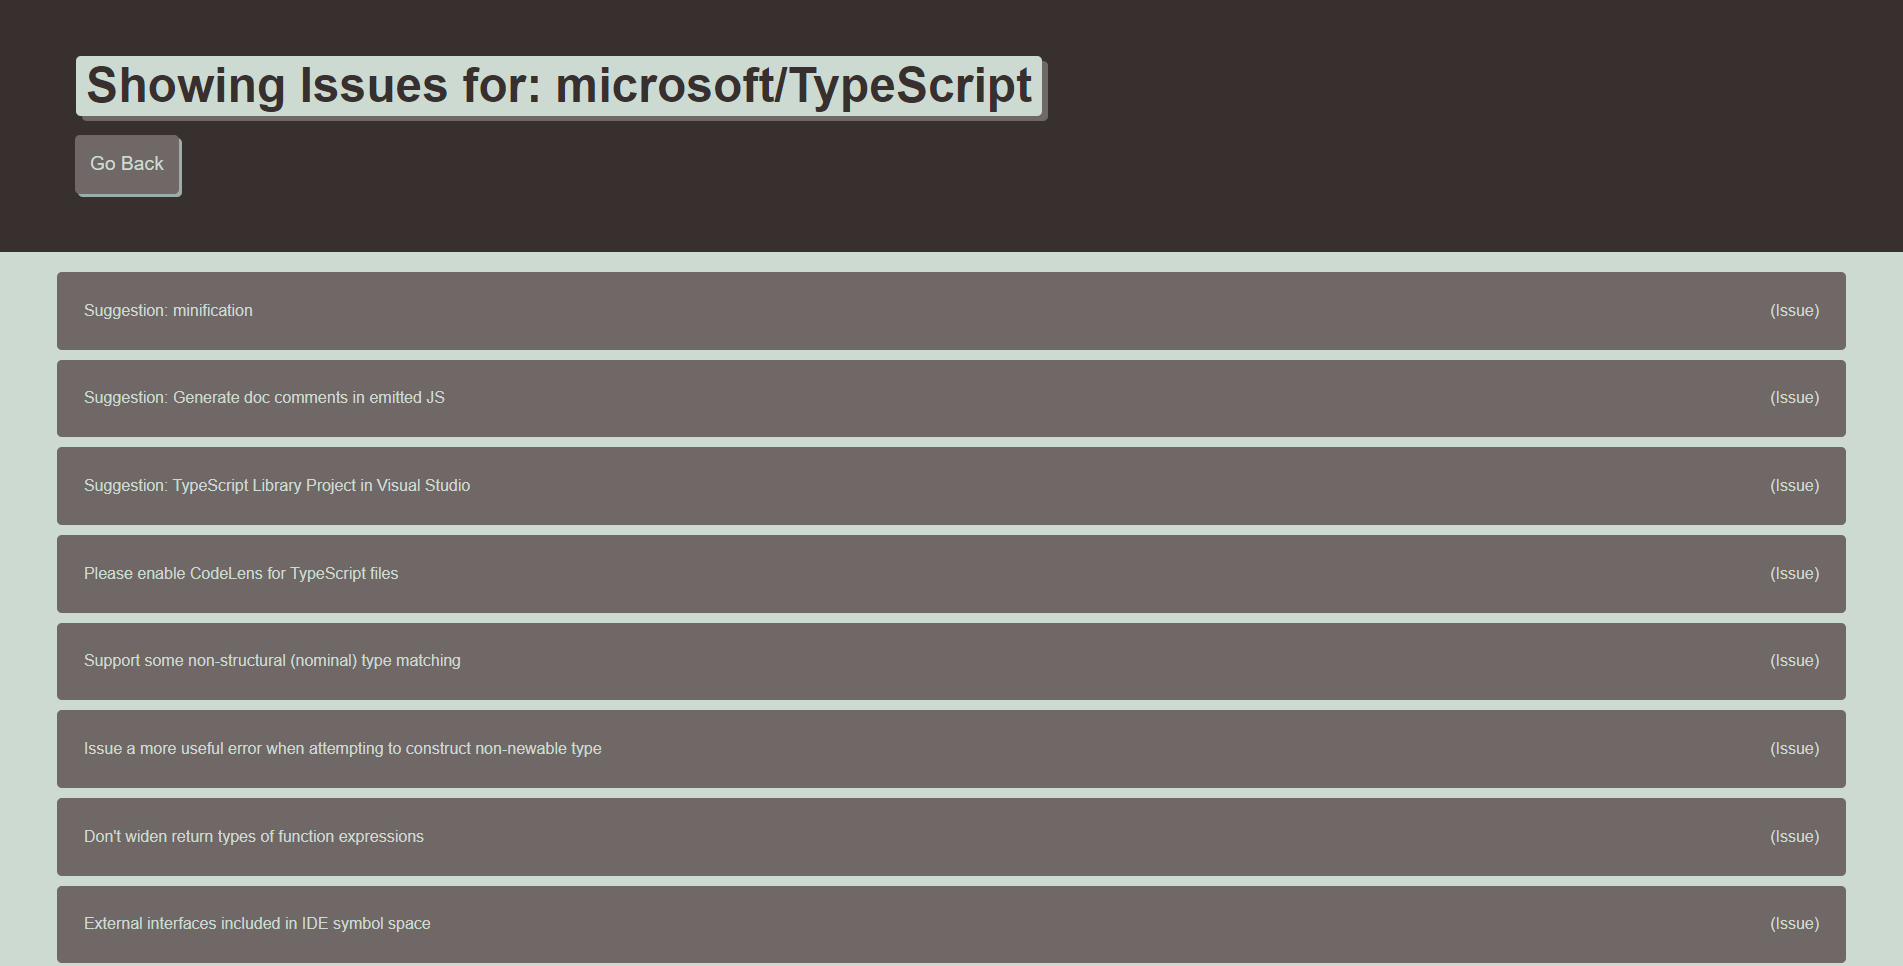 Showing Issues for: microsoft/TypeScript
Go Back
Suggestion: minification (Issue)
Suggestion: Generate doc comments in emitted JS (Issue)
Suggestion: TypeScript Library Project in Visual Studio (Issue)
Please enable CodeLens for TypeScript files (Issue)
Support some non-structural (nominal) type matching (Issue)
Issue a more useful error when attempting to construct non-newable type (Issue)
Don't widen return types of function expressions (Issue)
External interfaces included in IDE symbol space (Issue)